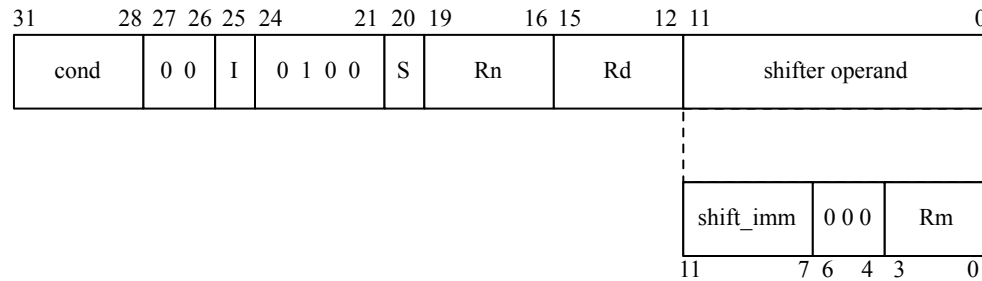 31 28 27 26 25 24 21 20 19 16 15 12 11 0
cond 0 0 I 0 1 0 0 S Rn Rd shifter operand
shift_imm 0 0 0 Rm
11 7 6 4 3 0